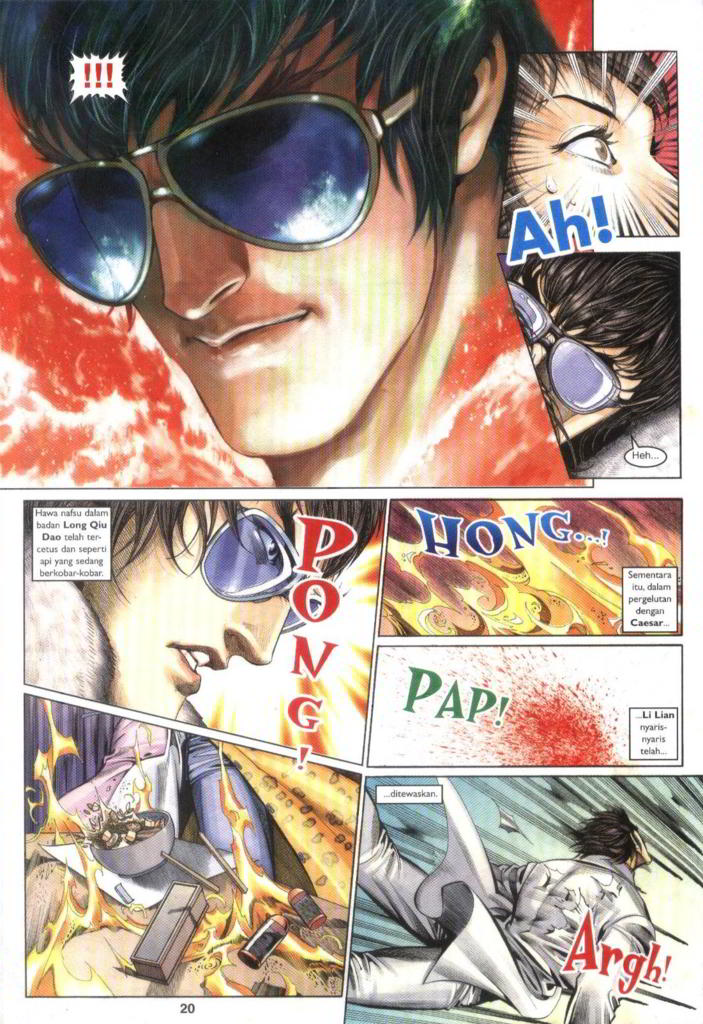 !!!
Ah!
Heh...
Hawa nafsu dalam
badan Long Qiu
Dao telah ter-
cetus dan seperti
api yang sedang
berkobar-kobar.
PONG!
HONG...!
Sementara
itu, dalam
pergelutan
dengan
Caesar...
PAP!
...Li Lian
nyaris-
nyaris
telah...
...ditewaskan.
Argh!
20